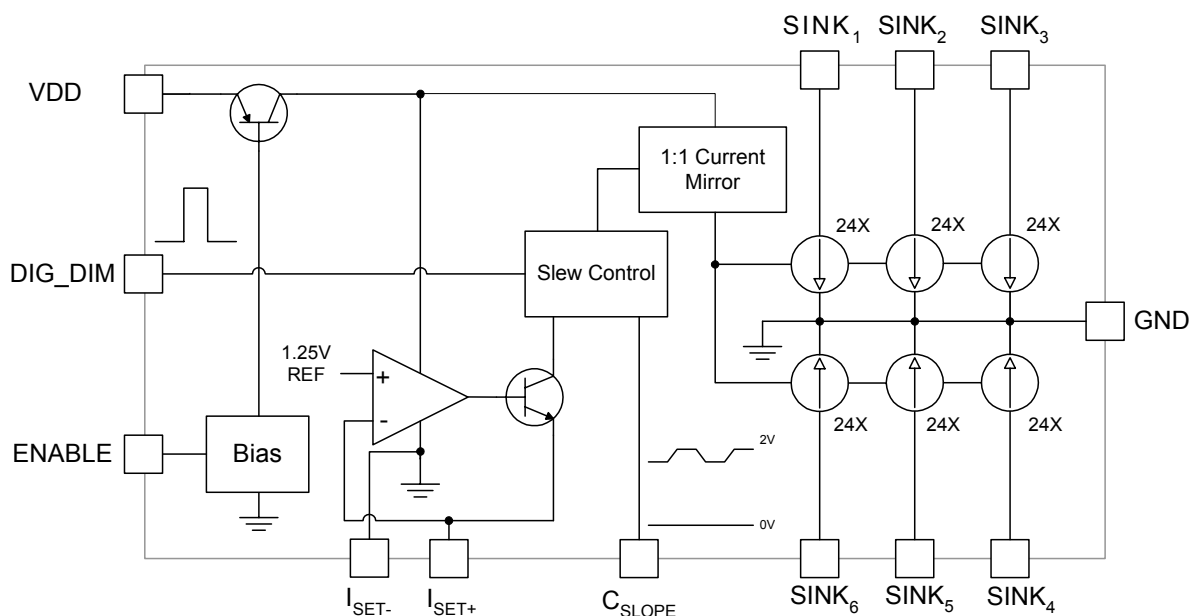 SINK1 SINK2 SINK3
VDD
1:1 Current
Mirror
24X 24X 24X
DIG_DIM
Slew Control
GND
1.25V
REF
+
-
24X 24X 24X
ENABLE
Bias
2V
0V
ISET- ISET+ CSLOPE SINK6 SINK5 SINK4